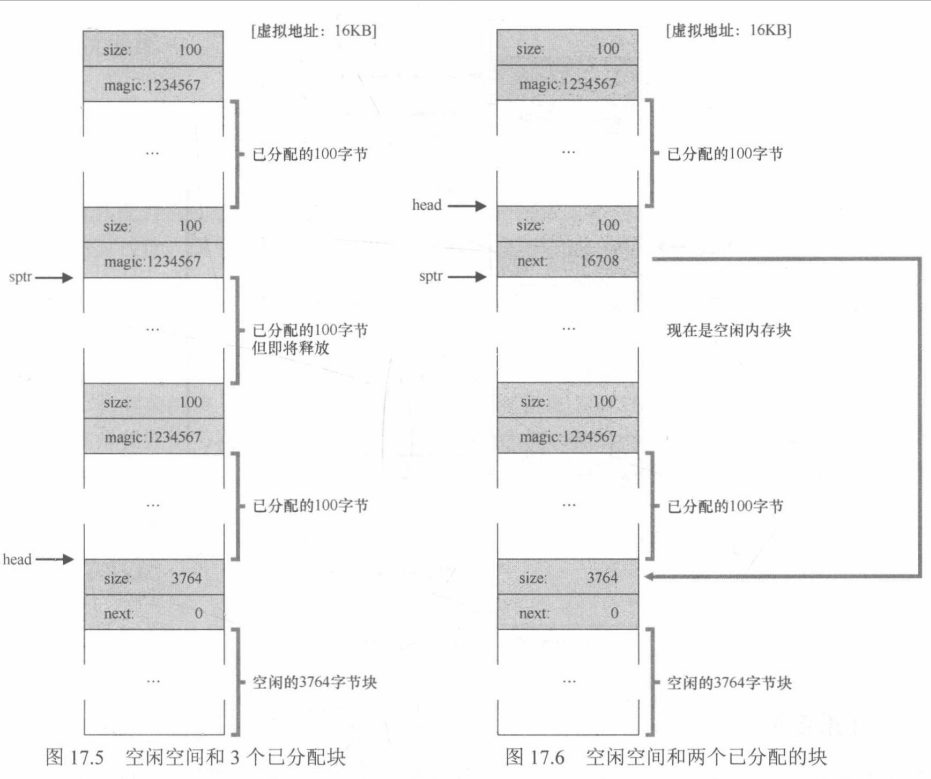 [虚拟地址：16KB]
size: 100
magic:1234567
...
已分配的100字节
size: 100
magic:1234567
sptr
...
已分配的100字节
但即将释放
size: 100
magic:1234567
...
已分配的100字节
head
size: 3764
next: 0
...
空闲的3764字节块
图 17.5 空闲空间和 3 个已分配块
[虚拟地址：16KB]
size: 100
magic:1234567
...
已分配的100字节
head
size: 100
next: 16708
sptr
...
现在是空闲内存块
size: 100
magic:1234567
...
已分配的100字节
size: 3764
next: 0
...
空闲的3764字节块
图 17.6 空闲空间和两个已分配的块